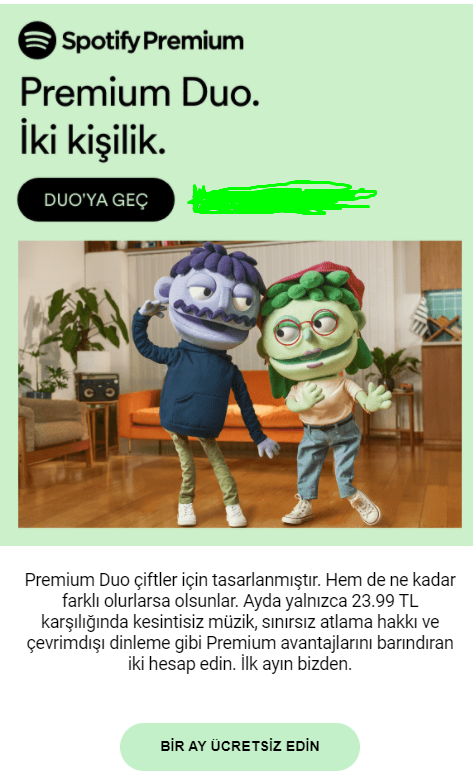 Spotify Premium
Premium Duo.
İki kişilik.
DUO'YA GEÇ
Premium Duo çiftler için tasarlanmıştır. Hem de ne kadar
farklı olurlarsa olsunlar. Ayda yalnızca 23.99 TL
karşılığında kesintisiz müzik, sınırsız atlama hakkı ve
çevrimdışı dinleme gibi Premium avantajlarını barındıran
iki hesap edin. İlk ayın bizden.
BİR AY ÜCRETSİZ EDİN